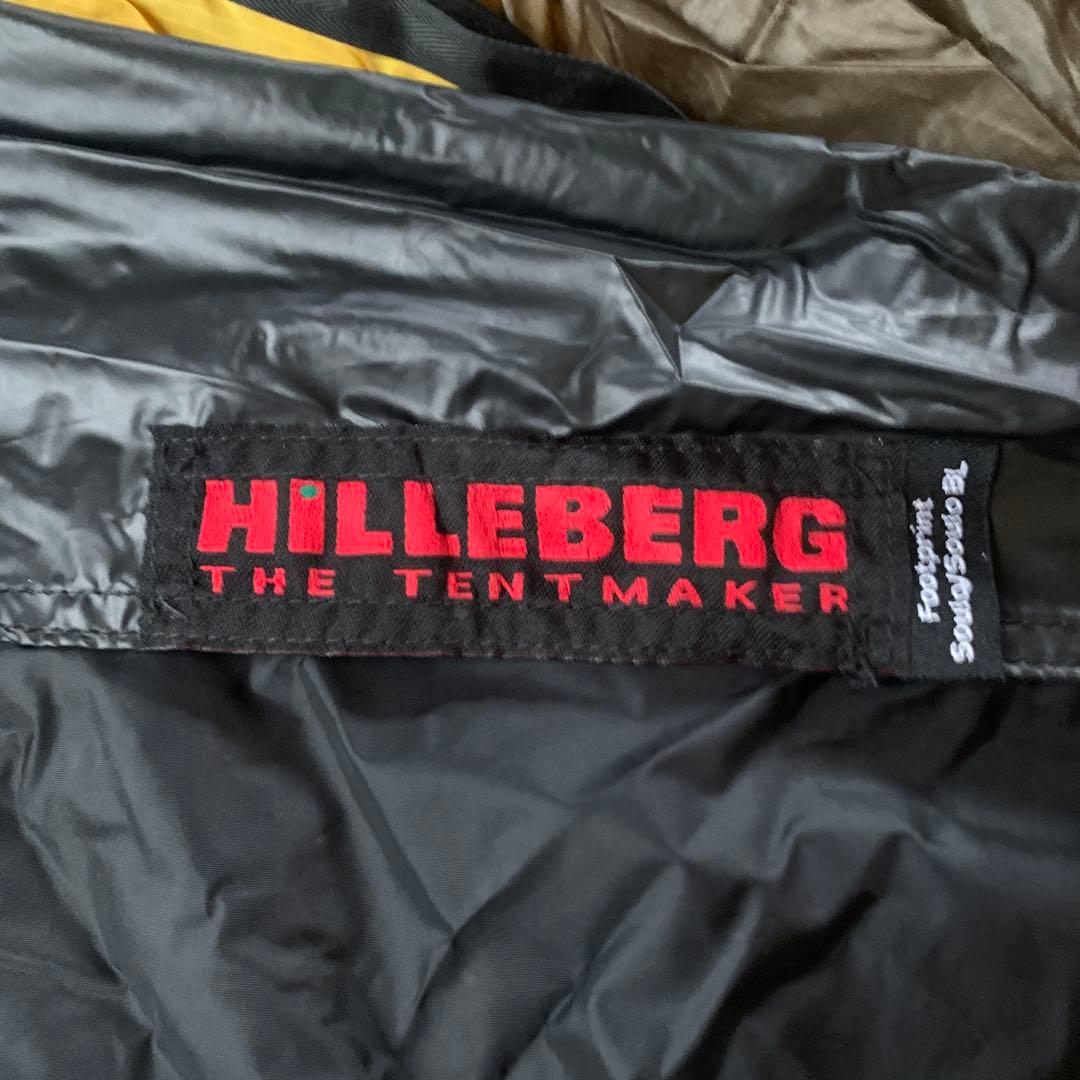 HiLLEBERG
THE TENTMAKER
Footprint
Soulo/Soulo BL